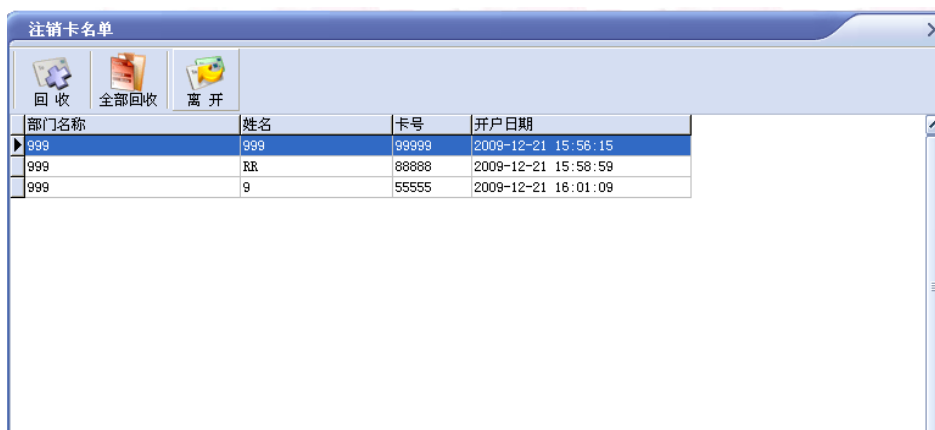 注销卡名单
回 收 全部回收 离 开
部门名称 姓名 卡号 开户日期
999 999 99999 2009-12-21 15:56:15
999 RR 88888 2009-12-21 15:58:59
999 9 55555 2009-12-21 16:01:09